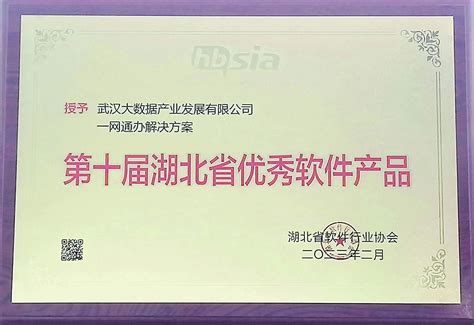 hbsia
授予 武汉大数据产业发展有限公司
一网通办解决方案
第十届湖北省优秀软件产品
湖北省软件行业协会
二〇二三年二月